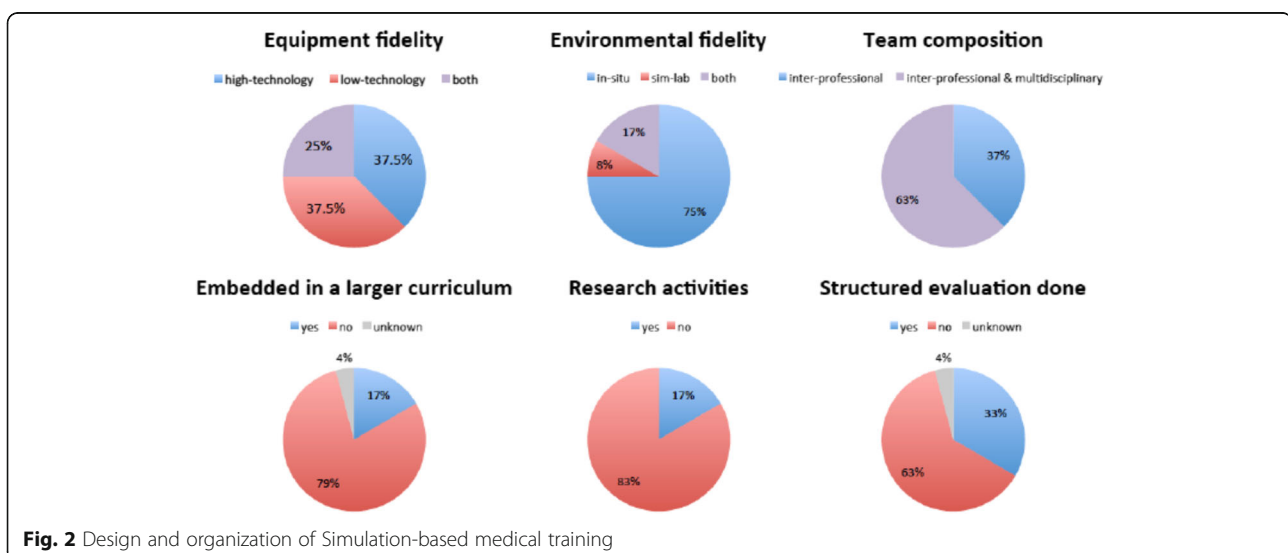 Equipment fidelity
high-technology low-technology both
25%
37.5%
37.5%
Environmental fidelity
in-situ sim-lab both
17%
8%
75%
Team composition
inter-professional inter-professional & multidisciplinary
37%
63%
Embedded in a larger curriculum
yes no unknown
4%
17%
79%
Research activities
yes no
17%
83%
Structured evaluation done
yes no unknown
4%
33%
63%
Fig. 2 Design and organization of Simulation-based medical training